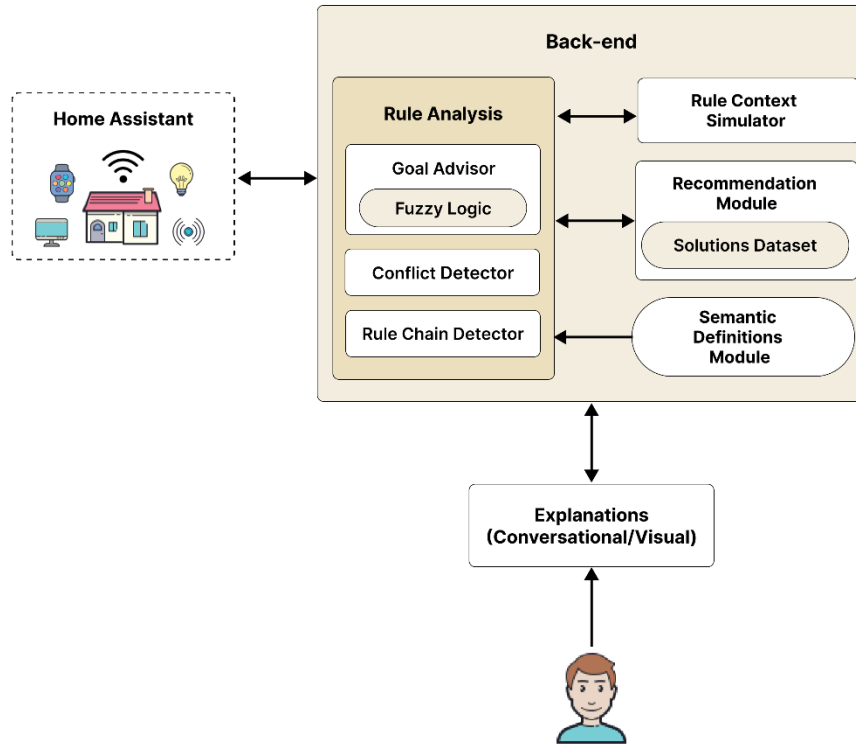 Back-end
Home Assistant
Rule Analysis
Goal Advisor
Fuzzy Logic
Conflict Detector
Rule Chain Detector
Rule Context
Simulator
Recommendation
Module
Solutions Dataset
Semantic
Definitions
Module
Explanations
(Conversational/Visual)